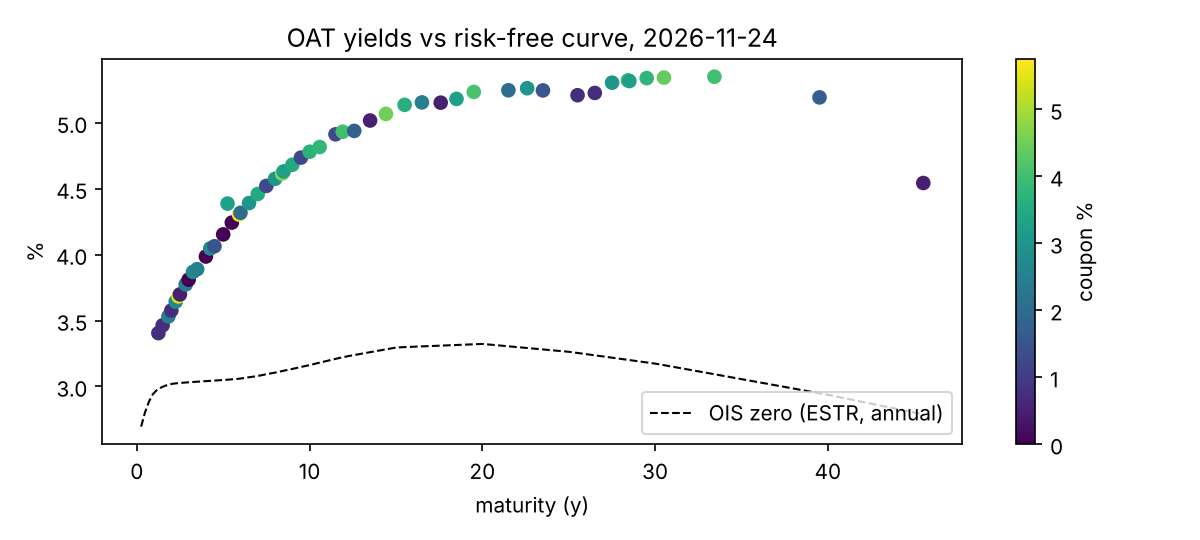 OAT yields vs risk-free curve, 2026-11-24
%
5.0
4.5
4.0
3.5
3.0
0 10 20 30 40
maturity (y)
OIS zero (ESTR, annual)
5
4
3
2
1
0
coupon %